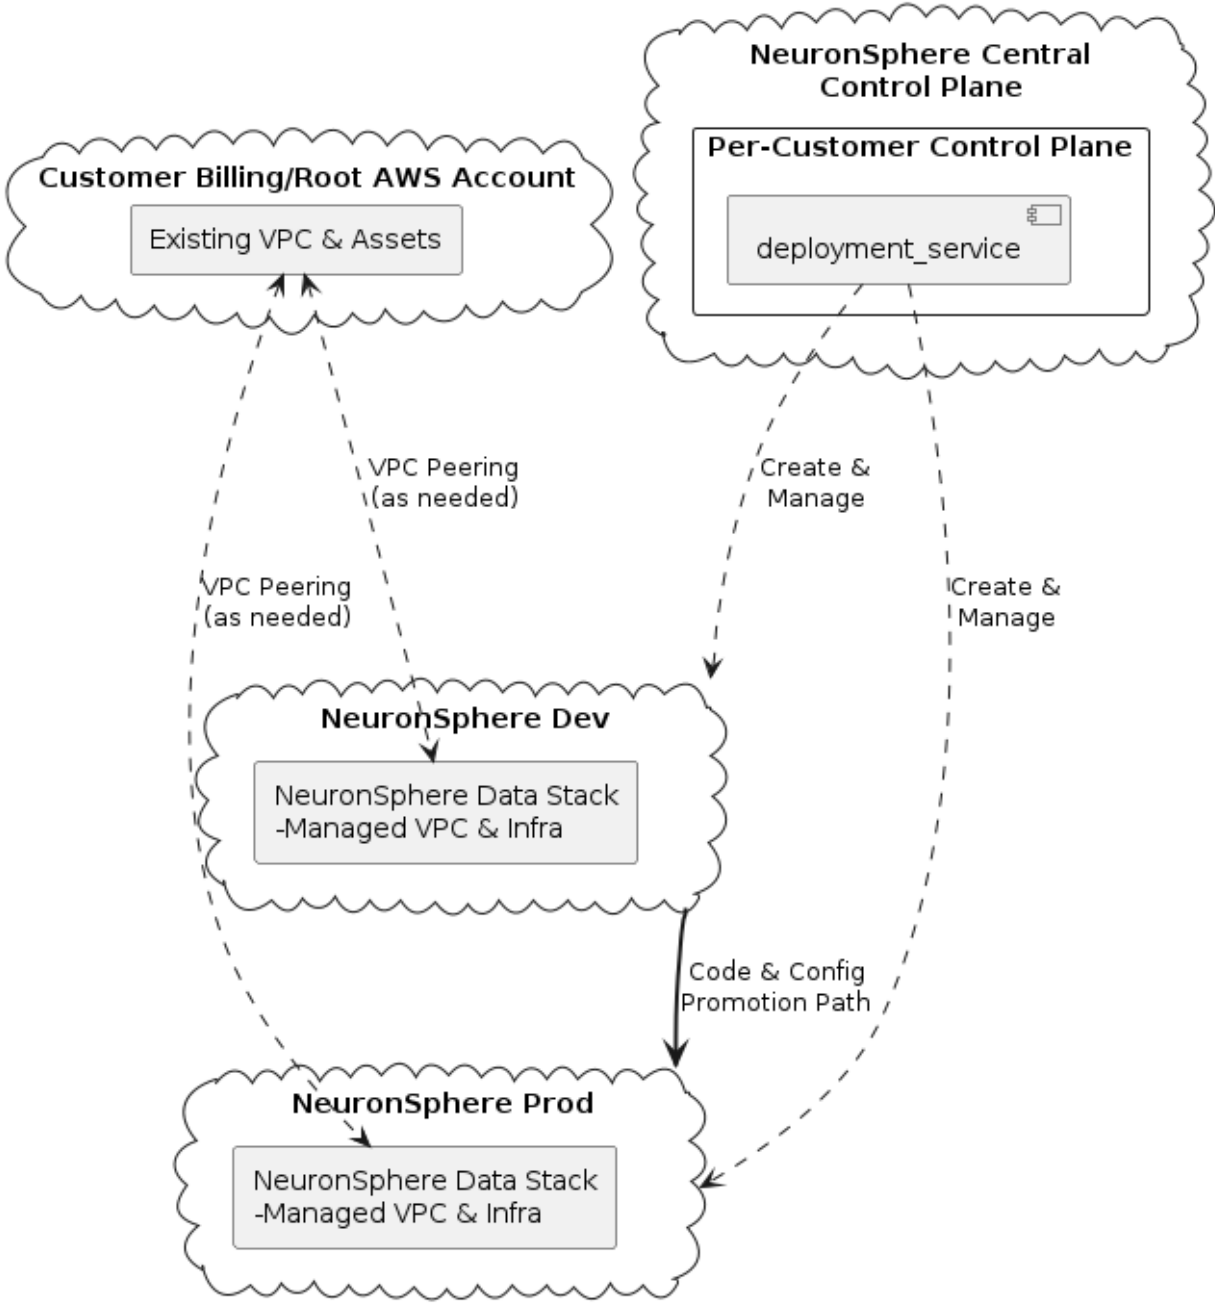 NeuronSphere Central
Control Plane
Per-Customer Control Plane
deployment_service
Customer Billing/Root AWS Account
Existing VPC & Assets
VPC Peering
(as needed)
Create &
Manage
VPC Peering
(as needed)
Create &
Manage
NeuronSphere Dev
NeuronSphere Data Stack
-Managed VPC & Infra
Code & Config
Promotion Path
NeuronSphere Prod
NeuronSphere Data Stack
-Managed VPC & Infra